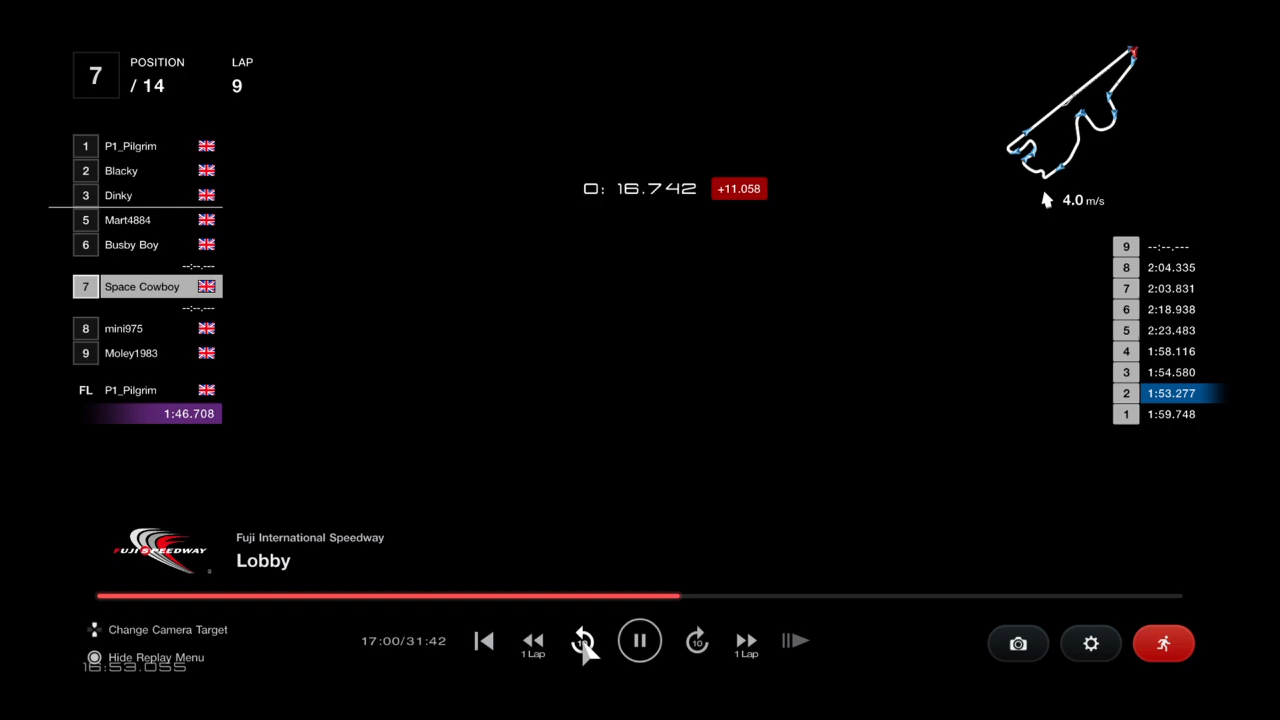 7 POSITION / 14 LAP 9
1 P1_Pilgrim
2 Blacky
3 Dinky
5 Mart4884
6 Busby Boy
--:--.---
7 Space Cowboy
--:--.---
8 mini975
9 Moley1983
FL P1_Pilgrim
1:46.708
0: 16.742 +11.058
4.0 m/s
9 --:--.---
8 2:04.335
7 2:03.831
6 2:18.938
5 2:23.483
4 1:58.116
3 1:54.580
2 1:53.277
1 1:59.748
FUJI SPEEDWAY
Fuji International Speedway
Lobby
Change Camera Target
Hide Replay Menu
16:53.055
17:00/31:42
1 Lap
10
10
1 Lap